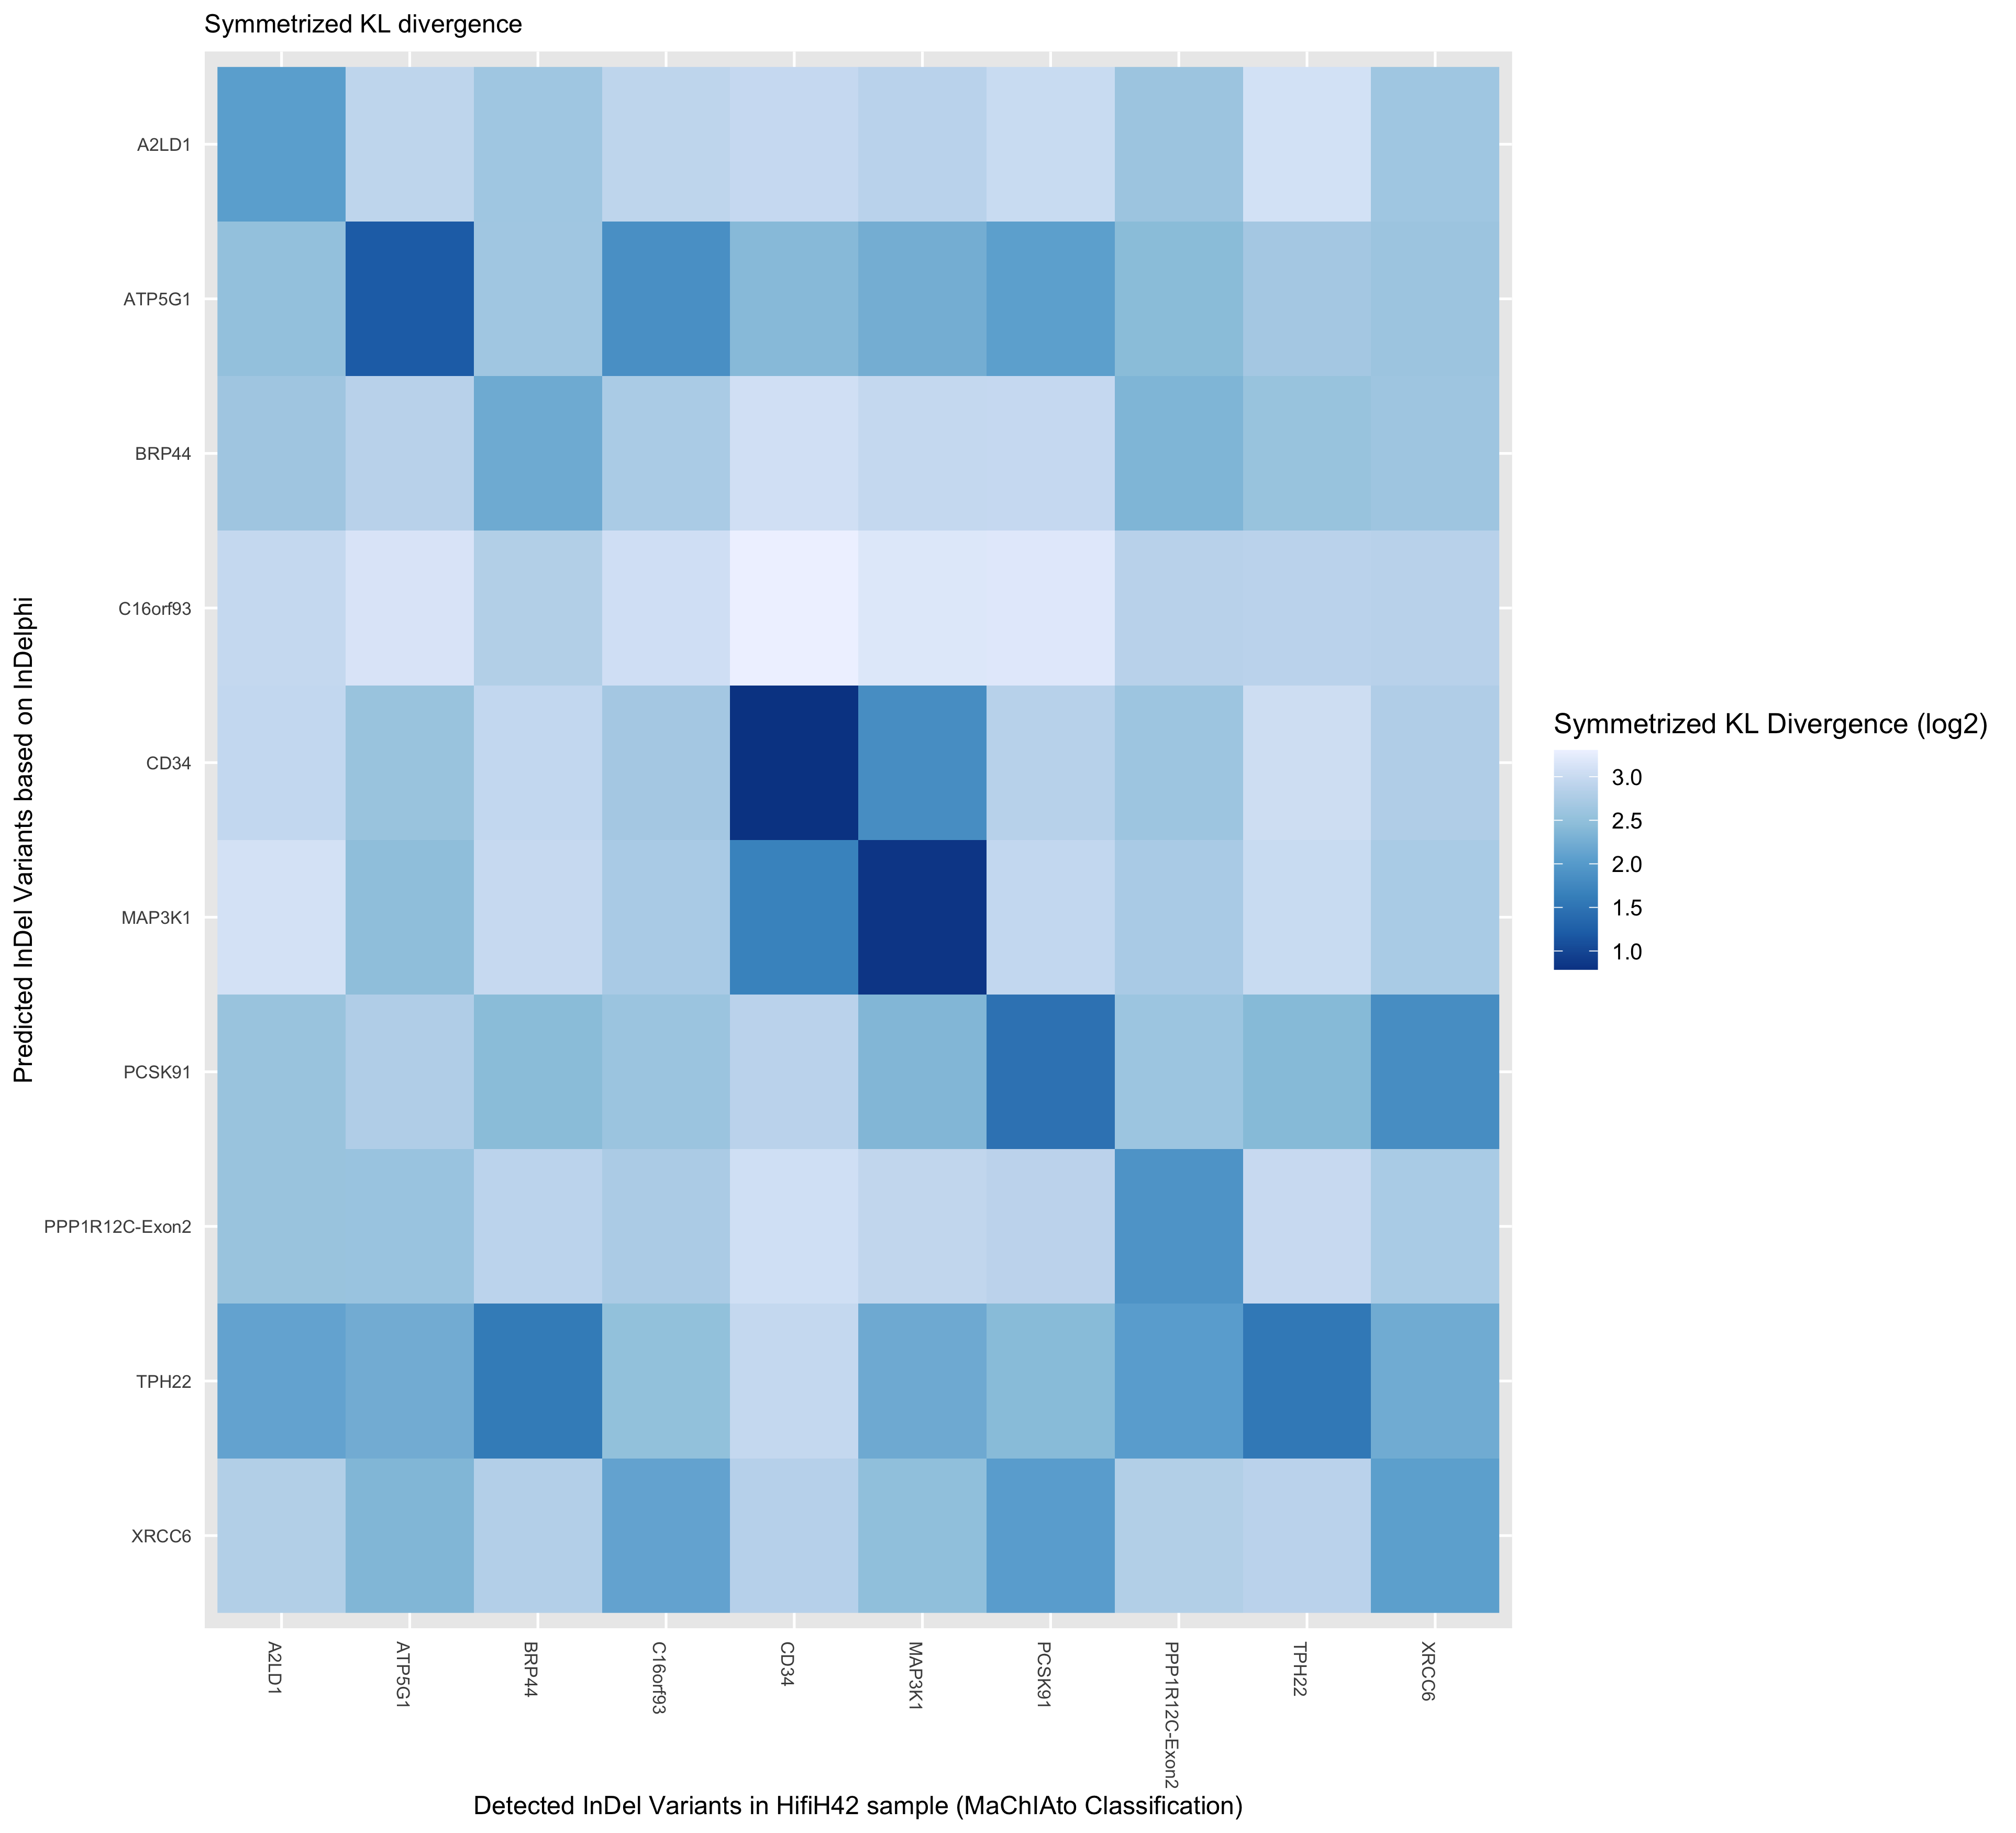 Symmetrized KL divergence
Predicted InDel Variants based on InDelphi
A2LD1
ATP5G1
BRP44
C16orf93
CD34
MAP3K1
PCSK91
PPP1R12C-Exon2
TPH22
XRCC6
A2LD1
ATP5G1
BRP44
C16orf93
CD34
MAP3K1
PCSK91
PPP1R12C-Exon2
TPH22
XRCC6
Detected InDel Variants in HifiH42 sample (MaChIAto Classification)
Symmetrized KL Divergence (log2)
3.0
2.5
2.0
1.5
1.0